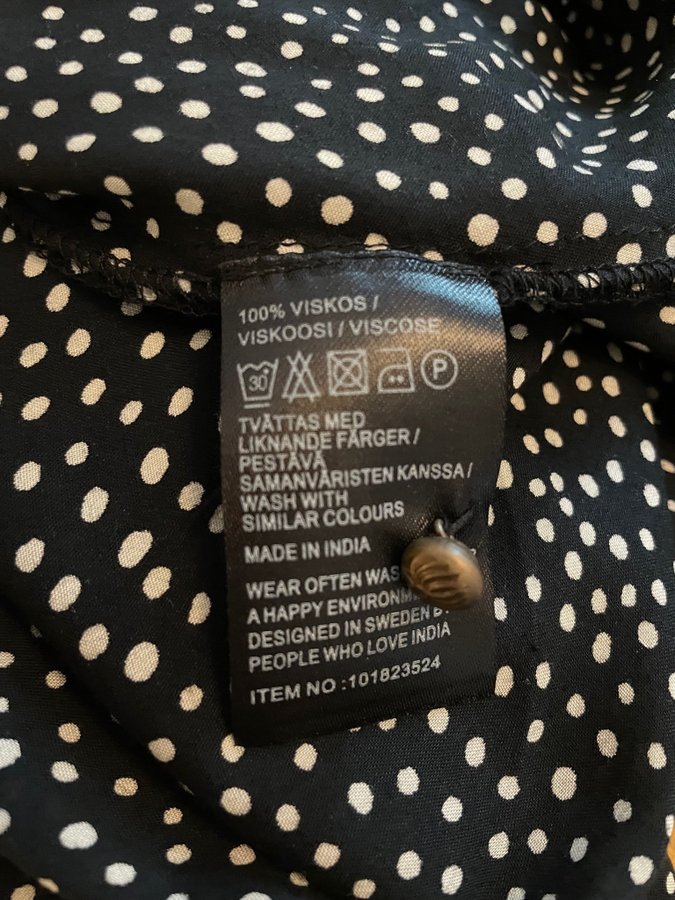 100% VISKOS /
VISKOOSI / VISCOSE
30 P
TVÄTTAS MED
LIKNANDE FÄRGER /
PESTÄVÄ
SAMANVÄRISTEN KANSSA /
WASH WITH
SIMILAR COLOURS
MADE IN INDIA
WEAR OFTEN
A HAPPY
DESIGNED IN SWEDEN
PEOPLE WHO LOVE INDIA
ITEM NO :101823524